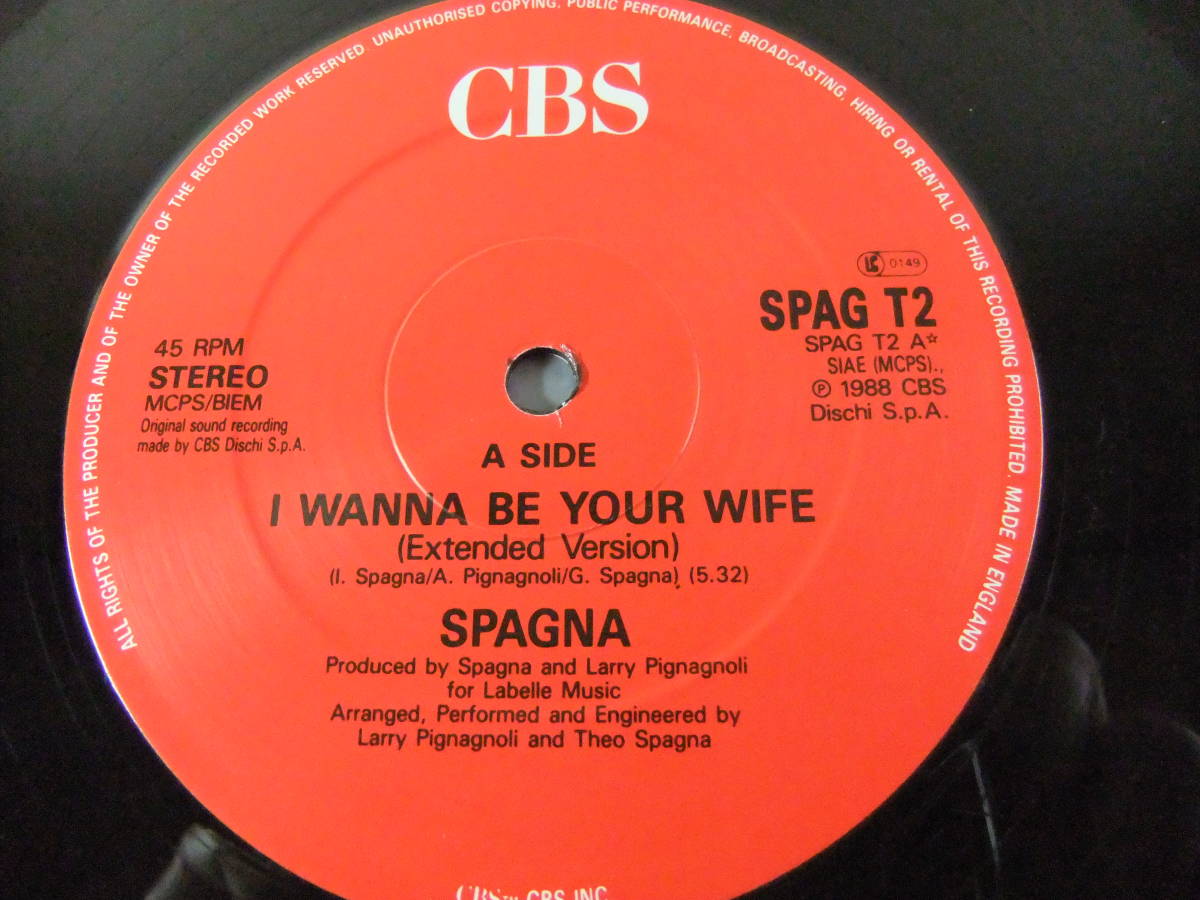 ALL RIGHTS OF THE PRODUCER AND OF THE OWNER OF THE RECORDED WORK RESERVED. UNAUTHORISED COPYING. PUBLIC PERFORMANCE. BROADCASTING. HIRING OR RENTAL OF THIS RECORDING PROHIBITED. MADE IN ENGLAND
CBS
LC 0149
SPAG T2
SPAG T2 A☆
SIAE (MCPS).,
℗ 1988 CBS
Dischi S.p.A.
45 RPM
STEREO
MCPS/BIEM
Original sound recording
made by CBS Dischi S.p.A.
A SIDE
I WANNA BE YOUR WIFE
(Extended Version)
(I. Spagna/A. Pignagnoli/G. Spagna) (5.32)
SPAGNA
Produced by Spagna and Larry Pignagnoli
for Labelle Music
Arranged, Performed and Engineered by
Larry Pignagnoli and Theo Spagna
CBS™ CBS INC